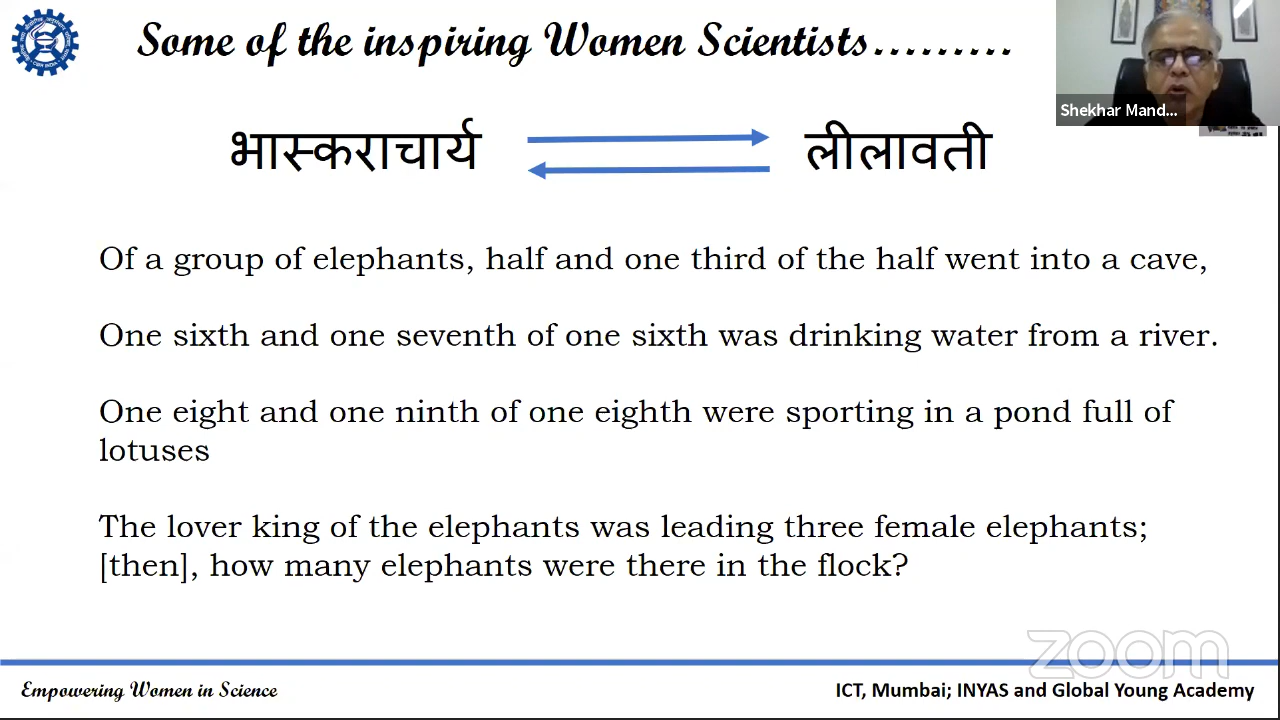 Some of the inspiring Women Scientists.........
Shekhar Mand...
भास्कराचार्य लीलावती
Of a group of elephants, half and one third of the half went into a cave,
One sixth and one seventh of one sixth was drinking water from a river.
One eight and one ninth of one eighth were sporting in a pond full of
lotuses
The lover king of the elephants was leading three female elephants;
[then], how many elephants were there in the flock?
zoom
Empowering Women in Science
ICT, Mumbai; INYAS and Global Young Academy